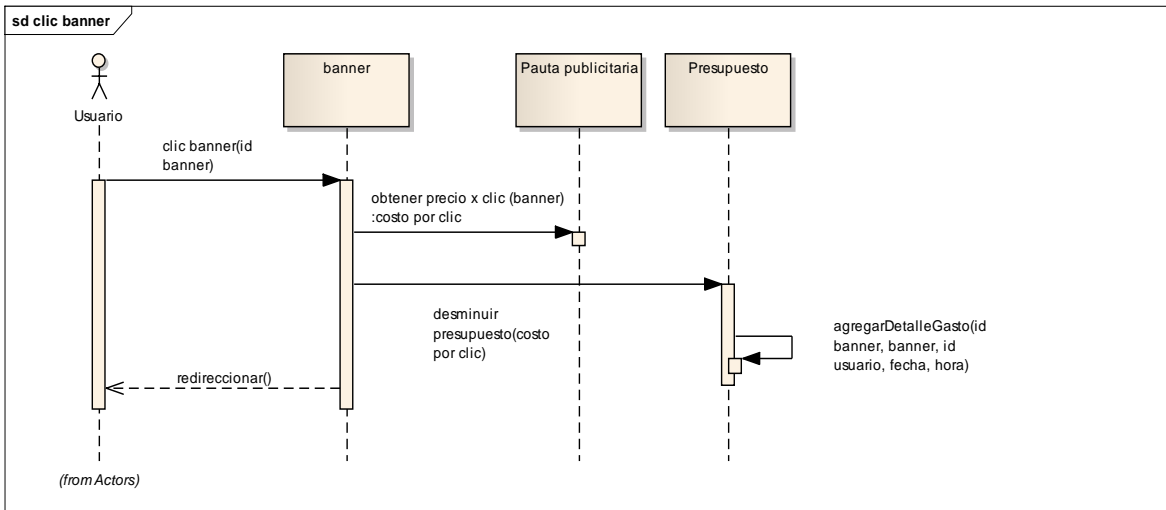 sd clic banner
banner
Pauta publicitaria
Presupuesto
Usuario
clic banner(id
banner)
obtener precio x clic (banner)
:costo por clic
desminuir
presupuesto(costo
por clic)
agregarDetalleGasto(id
banner, banner, id
usuario, fecha, hora)
redireccionar()
(from Actors)